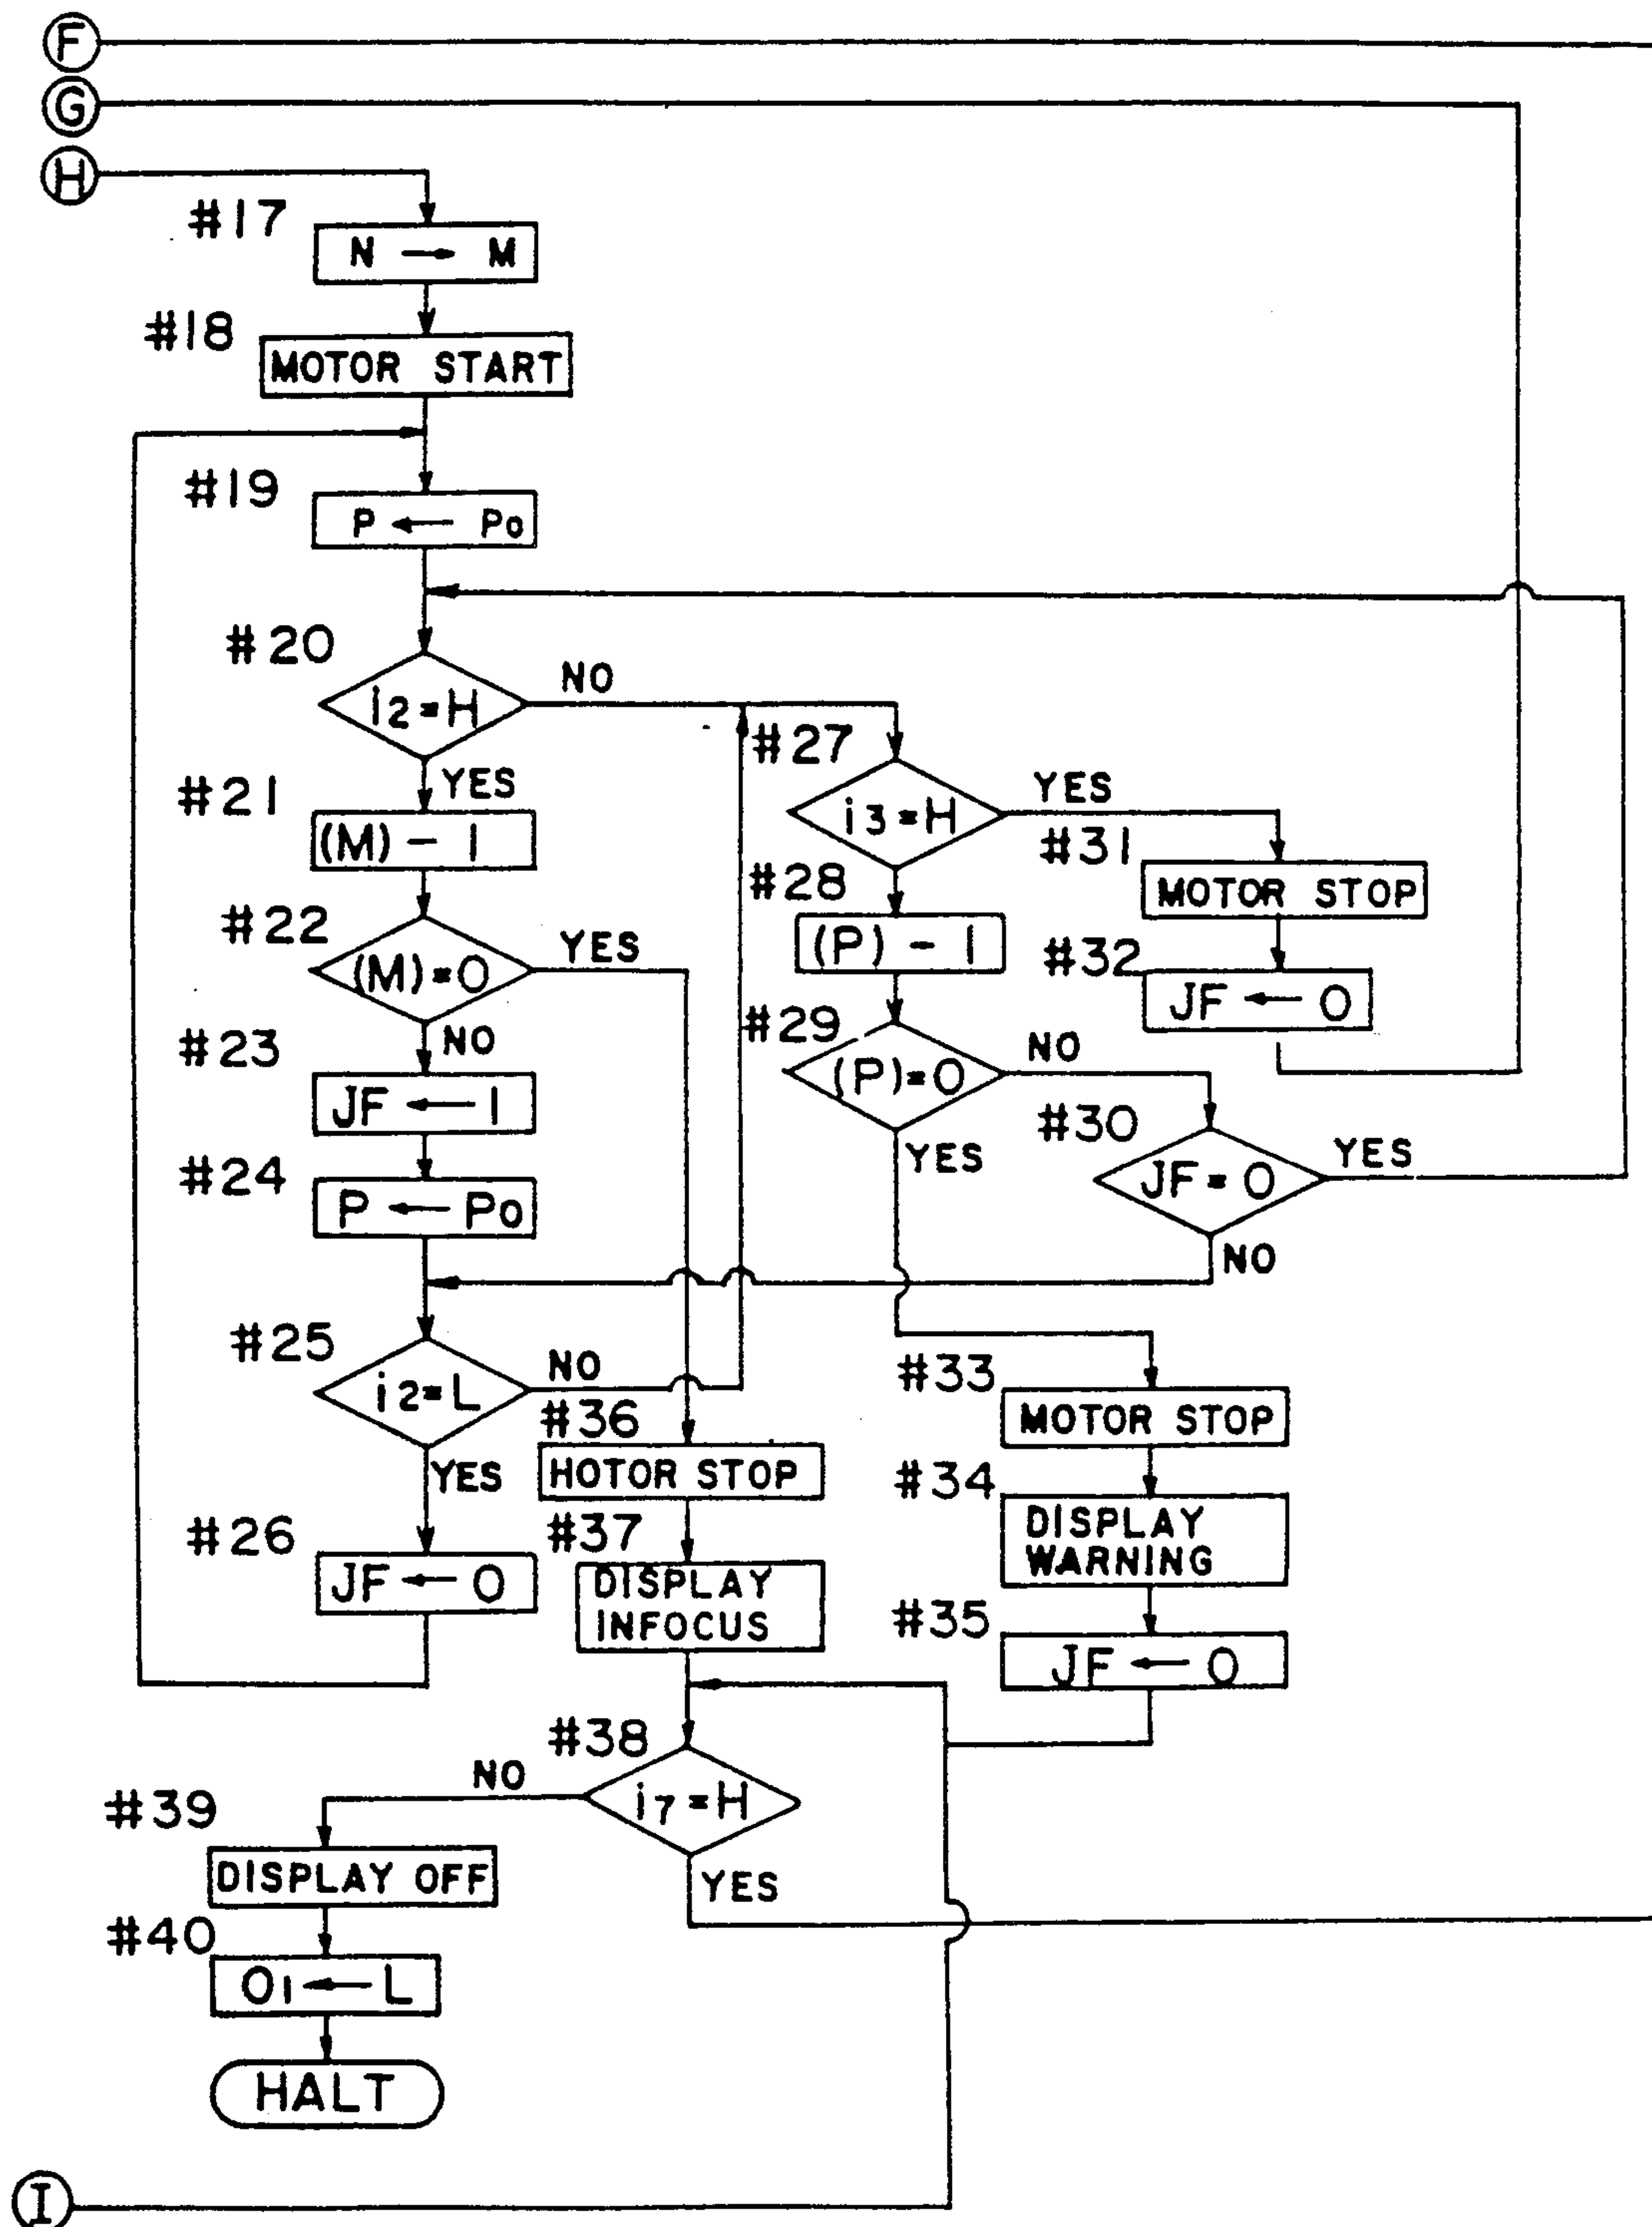 F
G
H
#17
N → M
#18
MOTOR START
#19
P ← Po
#20
i2=H
NO
YES
#21
(M) - 1
#22
(M)=0
YES
NO
#23
JF ← 1
#24
P ← Po
#25
i2=L
NO
YES
#26
JF ← 0
#27
i3=H
YES
#28
(P) - 1
#29
(P)=0
NO
YES
#30
JF=0
YES
NO
#31
MOTOR STOP
#32
JF ← 0
#33
MOTOR STOP
#34
DISPLAY
WARNING
#35
JF ← 0
#36
HOTOR STOP
#37
DISPLAY
INFOCUS
#38
i7=H
NO
YES
#39
DISPLAY OFF
#40
O1 ← L
HALT
I